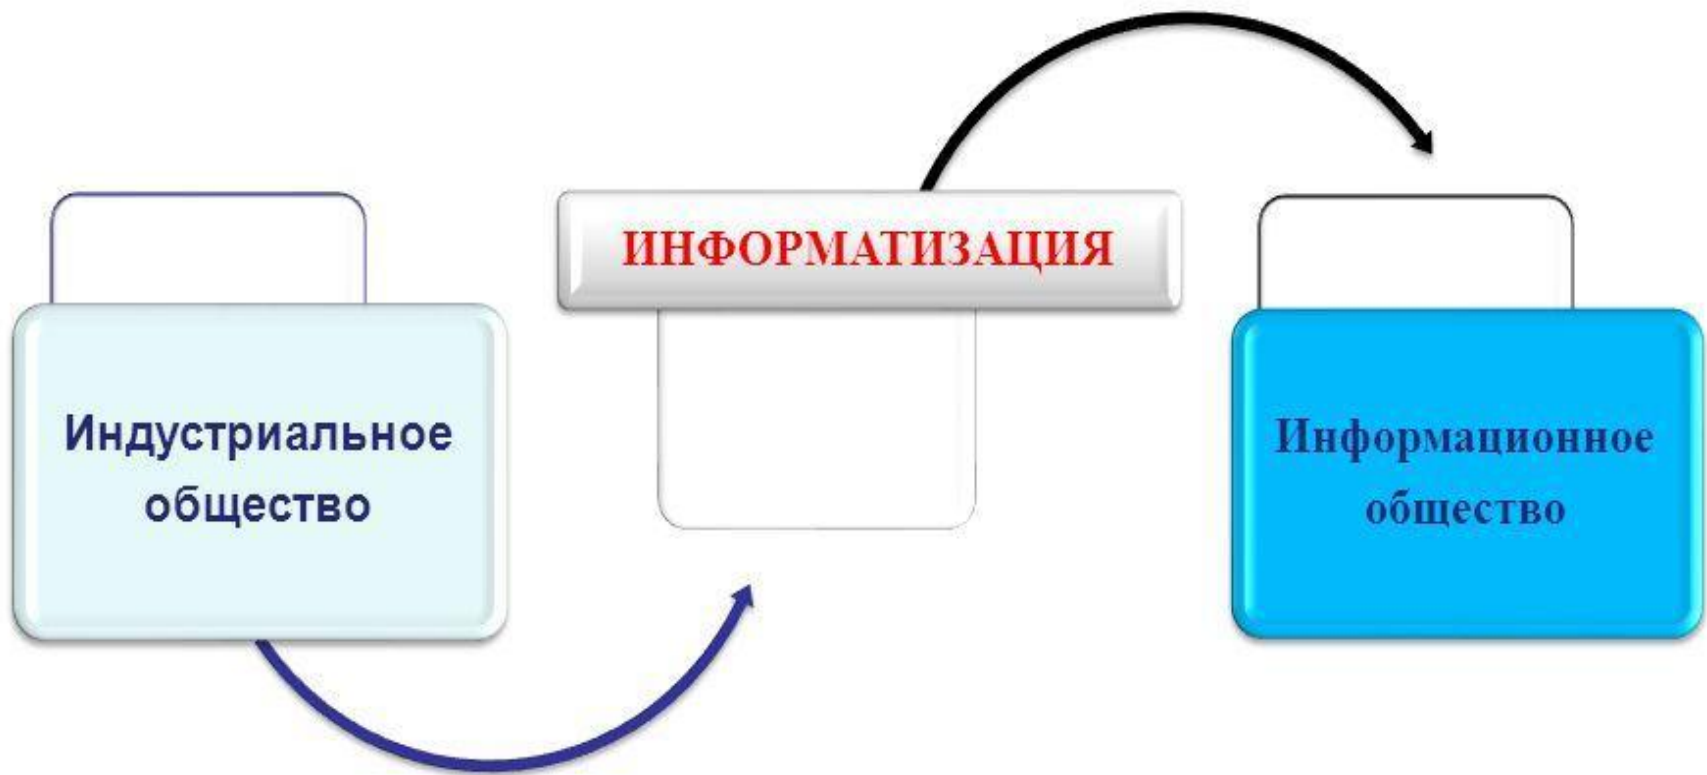 Индустриальное
общество
ИНФОРМАТИЗАЦИЯ
Информационное
общество